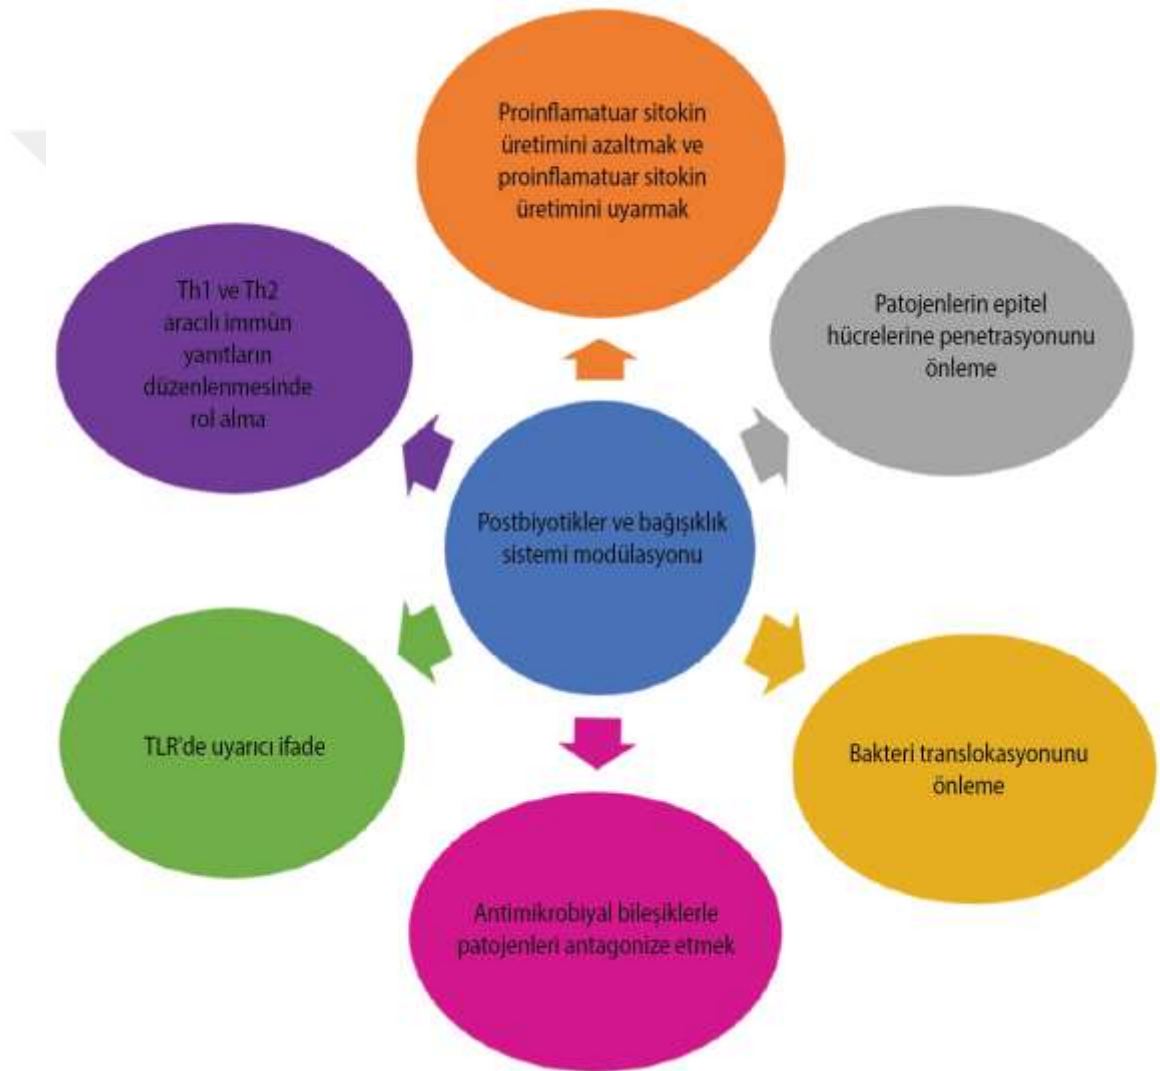 Proinflamatuar sitokin
üretimini azaltmak ve
proinflamatuar sitokin
üretimini uyarmak
Th1 ve Th2
aracılı immün
yanıtların
düzenlenmesinde
rol alma
Patojenlerin epitel
hücrelerine penetrasyonunu
önleme
Postbiyotikler ve bağışıklık
sistemi modülasyonu
TLR'de uyarıcı ifade
Bakteri translokasyonunu
önleme
Antimikrobiyal bileşiklerle
patojenleri antagonize etmek